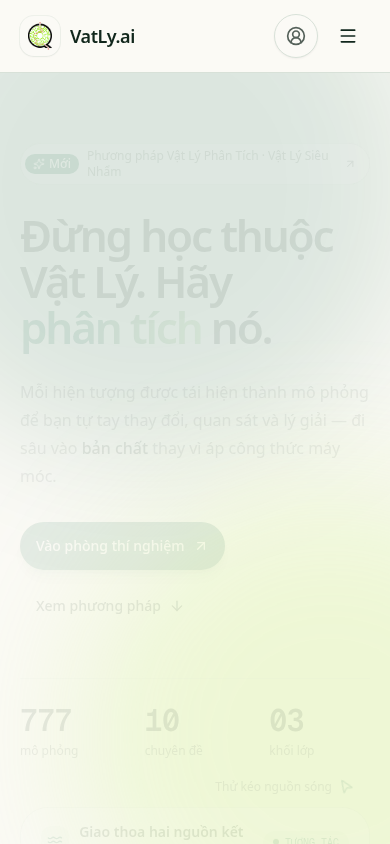 VatLy.ai
Mới
Phương pháp Vật Lý Phân Tích · Vật Lý Siêu
Nhầm
Đừng học thuộc
Vật Lý. Hãy
phân tích nó.
Mỗi hiện tượng được tái hiện thành mô phỏng
để bạn tự tay thay đổi, quan sát và lý giải — đi
sâu vào bản chất thay vì áp công thức máy
móc.
Vào phòng thí nghiệm
Xem phương pháp
777 10 03
mô phỏng chuyên đề khối lớp
Thử kéo nguồn sóng
Giao thoa hai nguồn kết
TƯƠNG TÁC